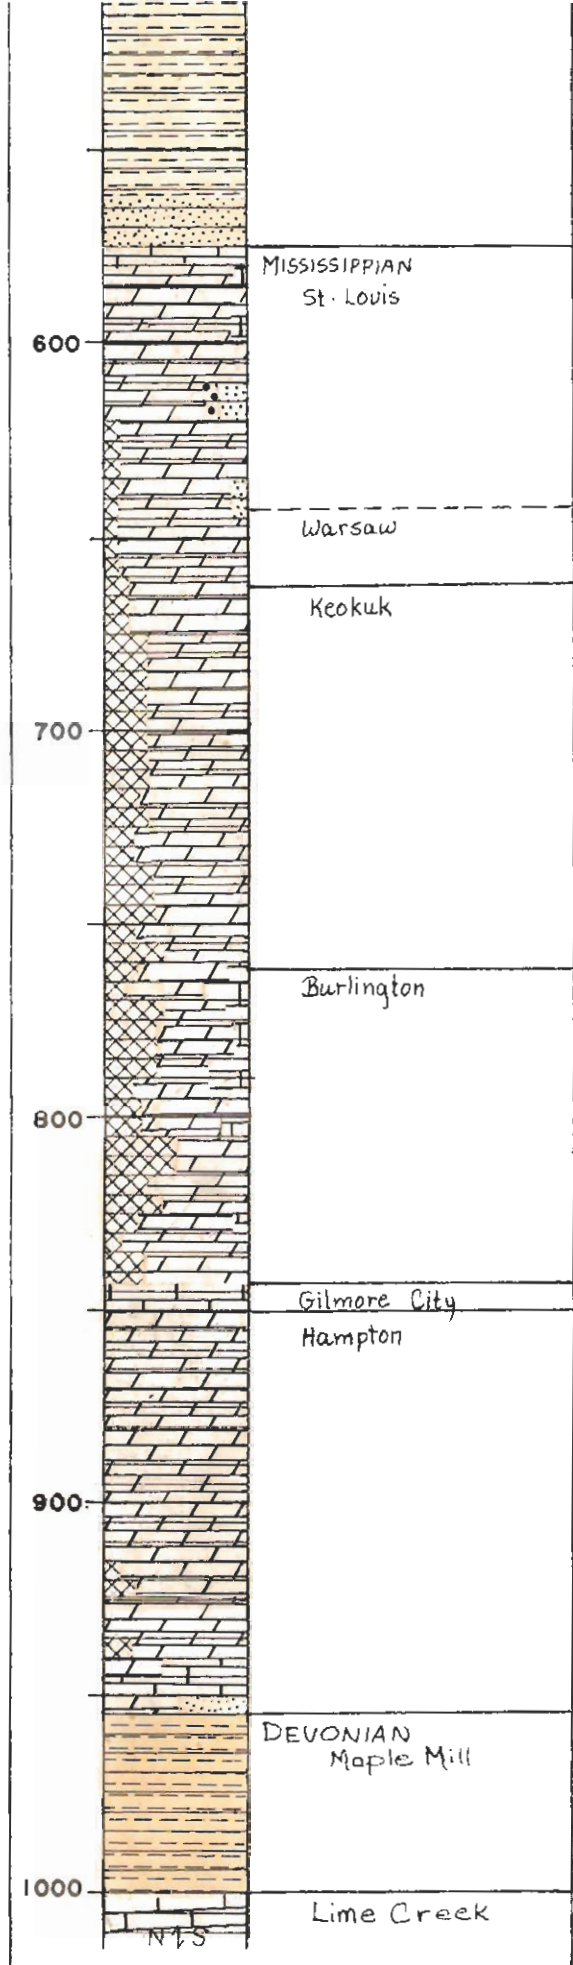 MISSISSIPPIAN
St. Louis
600
Warsaw
Keokuk
700
Burlington
800
Gilmore City
Hampton
900
DEVONIAN
Maple Mill
1000
Lime Creek